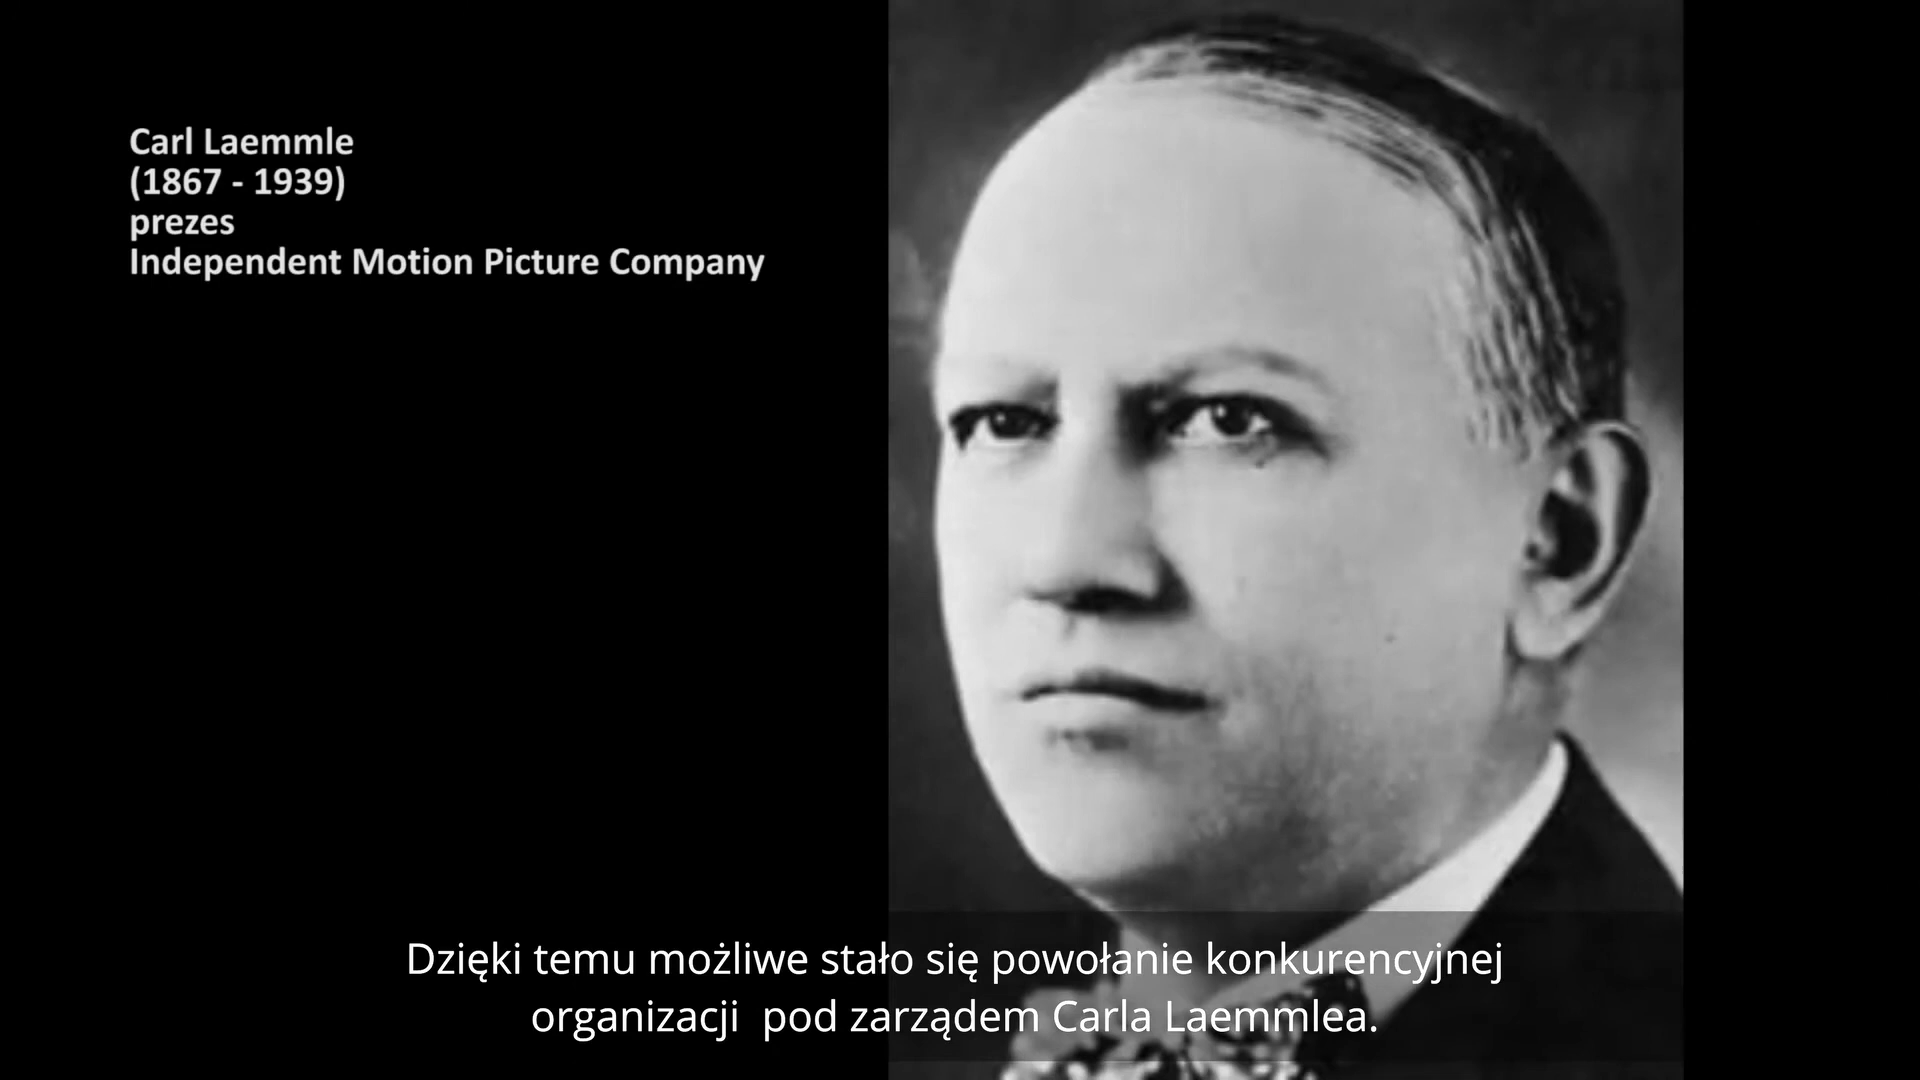 Carl Laemmle
(1867 - 1939)
prezes
Independent Motion Picture Company
Dzięki temu możliwe stało się powołanie konkurencyjnej
organizacji  pod zarządem Carla Laemmlea.